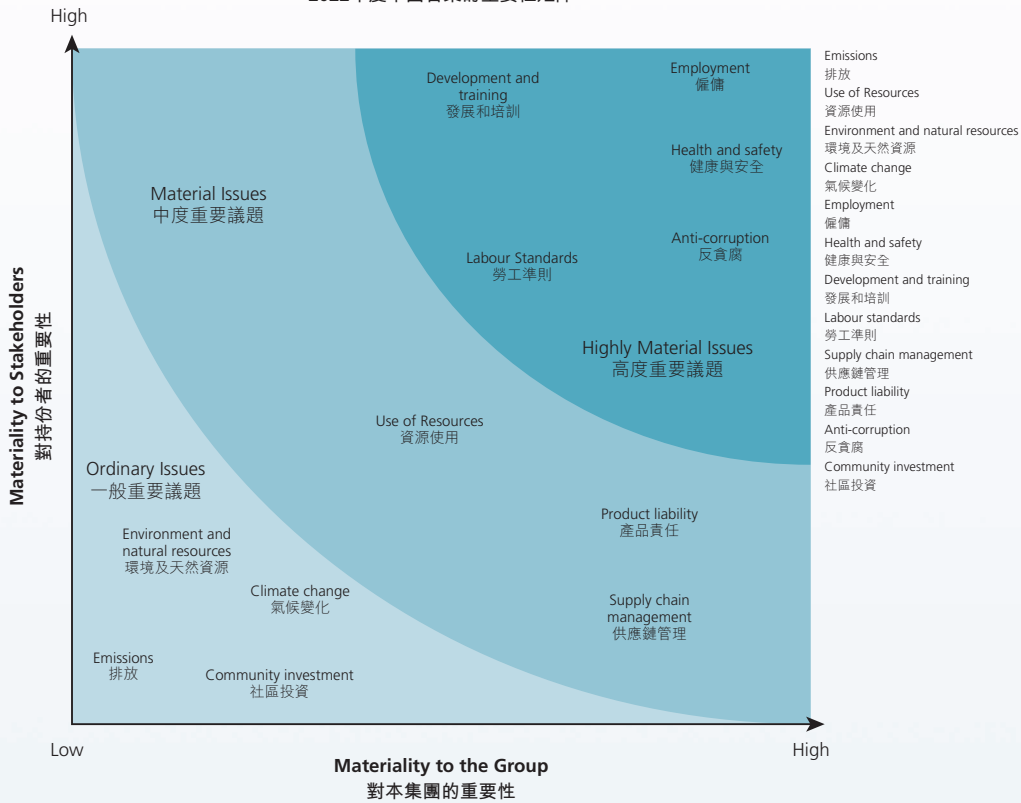 High
Development and
training
發展和培訓
Employment
僱傭
Health and safety
健康與安全
Material Issues
中度重要議題
Anti-corruption
反貪腐
Labour Standards
勞工準則
Highly Material Issues
高度重要議題
Use of Resources
資源使用
Ordinary Issues
一般重要議題
Product liability
產品責任
Environment and
natural resources
環境及天然資源
Climate change
氣候變化
Supply chain
management
供應鏈管理
Emissions
排放
Community investment
社區投資
Materiality to Stakeholders
對持份者的重要性
Low
High
Materiality to the Group
對本集團的重要性
Emissions
排放
Use of Resources
資源使用
Environment and natural resources
環境及天然資源
Climate change
氣候變化
Employment
僱傭
Health and safety
健康與安全
Development and training
發展和培訓
Labour standards
勞工準則
Supply chain management
供應鏈管理
Product liability
產品責任
Anti-corruption
反貪腐
Community investment
社區投資